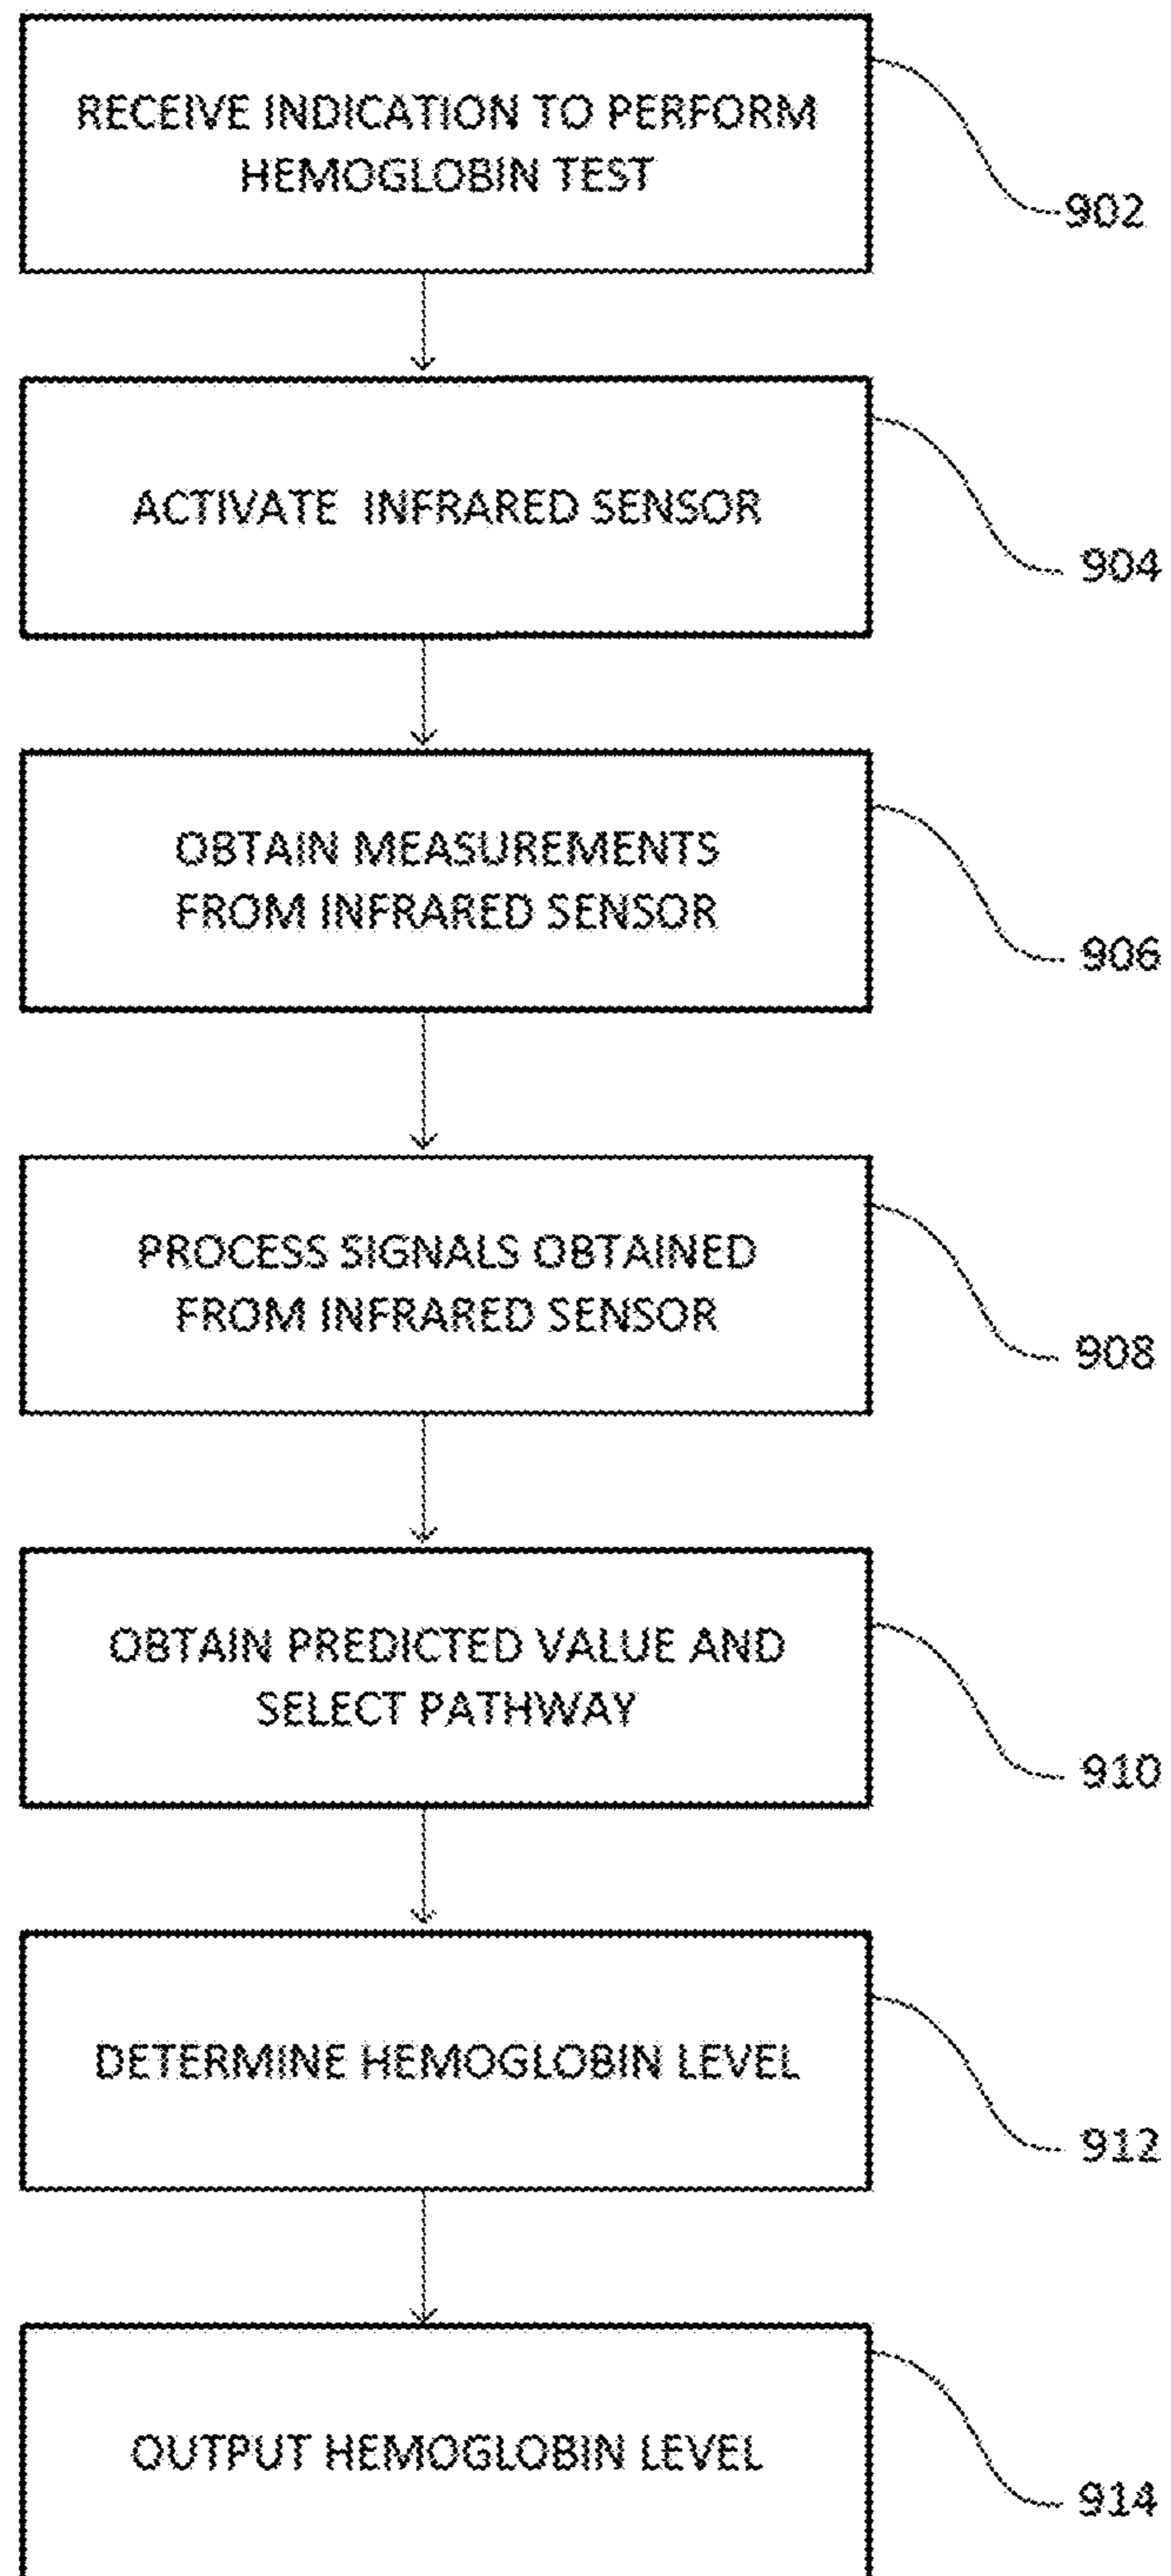 RECEIVE INDICATION TO PERFORM
HEMOGLOBIN TEST
902
ACTIVATE INFRARED SENSOR
904
OBTAIN MEASUREMENTS
FROM INFRARED SENSOR
906
PROCESS SIGNALS OBTAINED
FROM INFRARED SENSOR
908
OBTAIN PREDICTED VALUE AND
SELECT PATHWAY
910
DETERMINE HEMOGLOBIN LEVEL
912
OUTPUT HEMOGLOBIN LEVEL
914